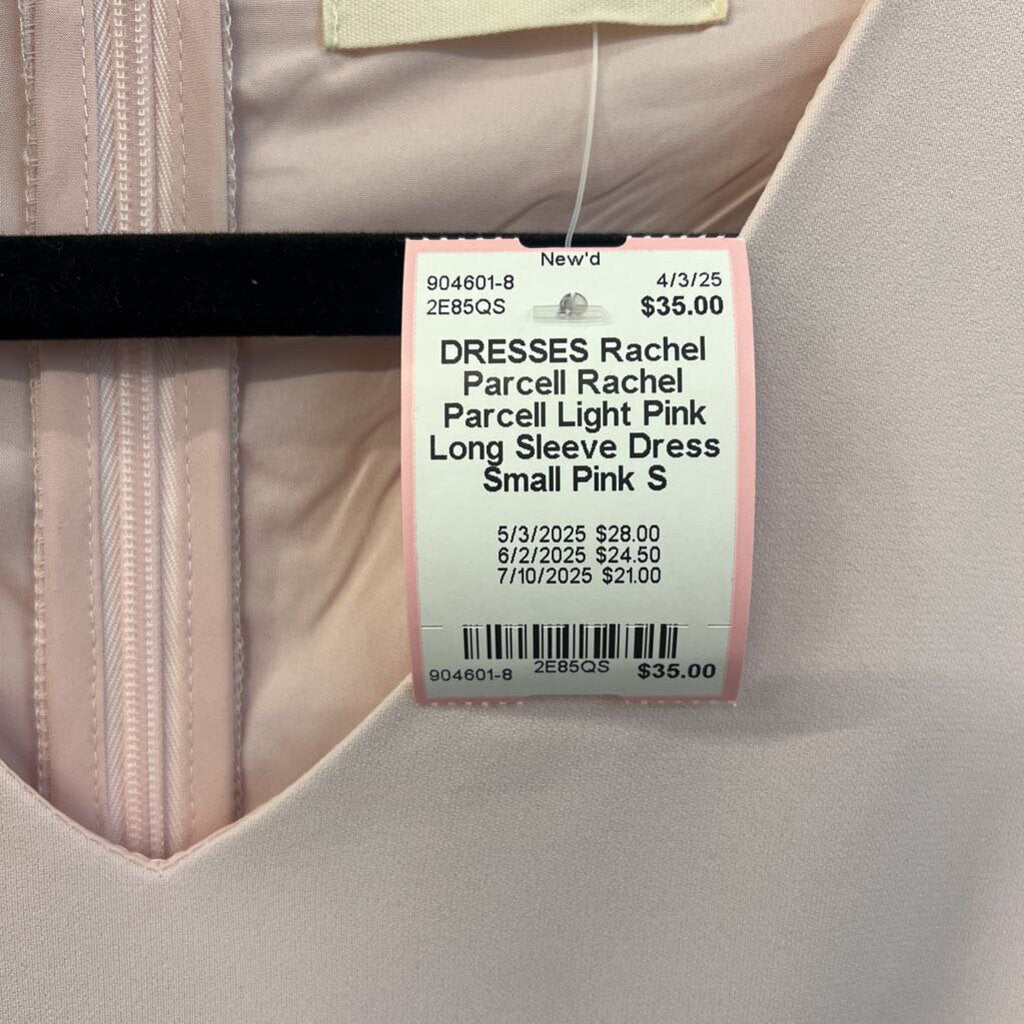 New'd
904601-8 4/3/25
2E85QS $35.00
DRESSES Rachel
Parcell Rachel
Parcell Light Pink
Long Sleeve Dress
Small Pink S
5/3/2025 $28.00
6/2/2025 $24.50
7/10/2025 $21.00
904601-8 2E85QS $35.00